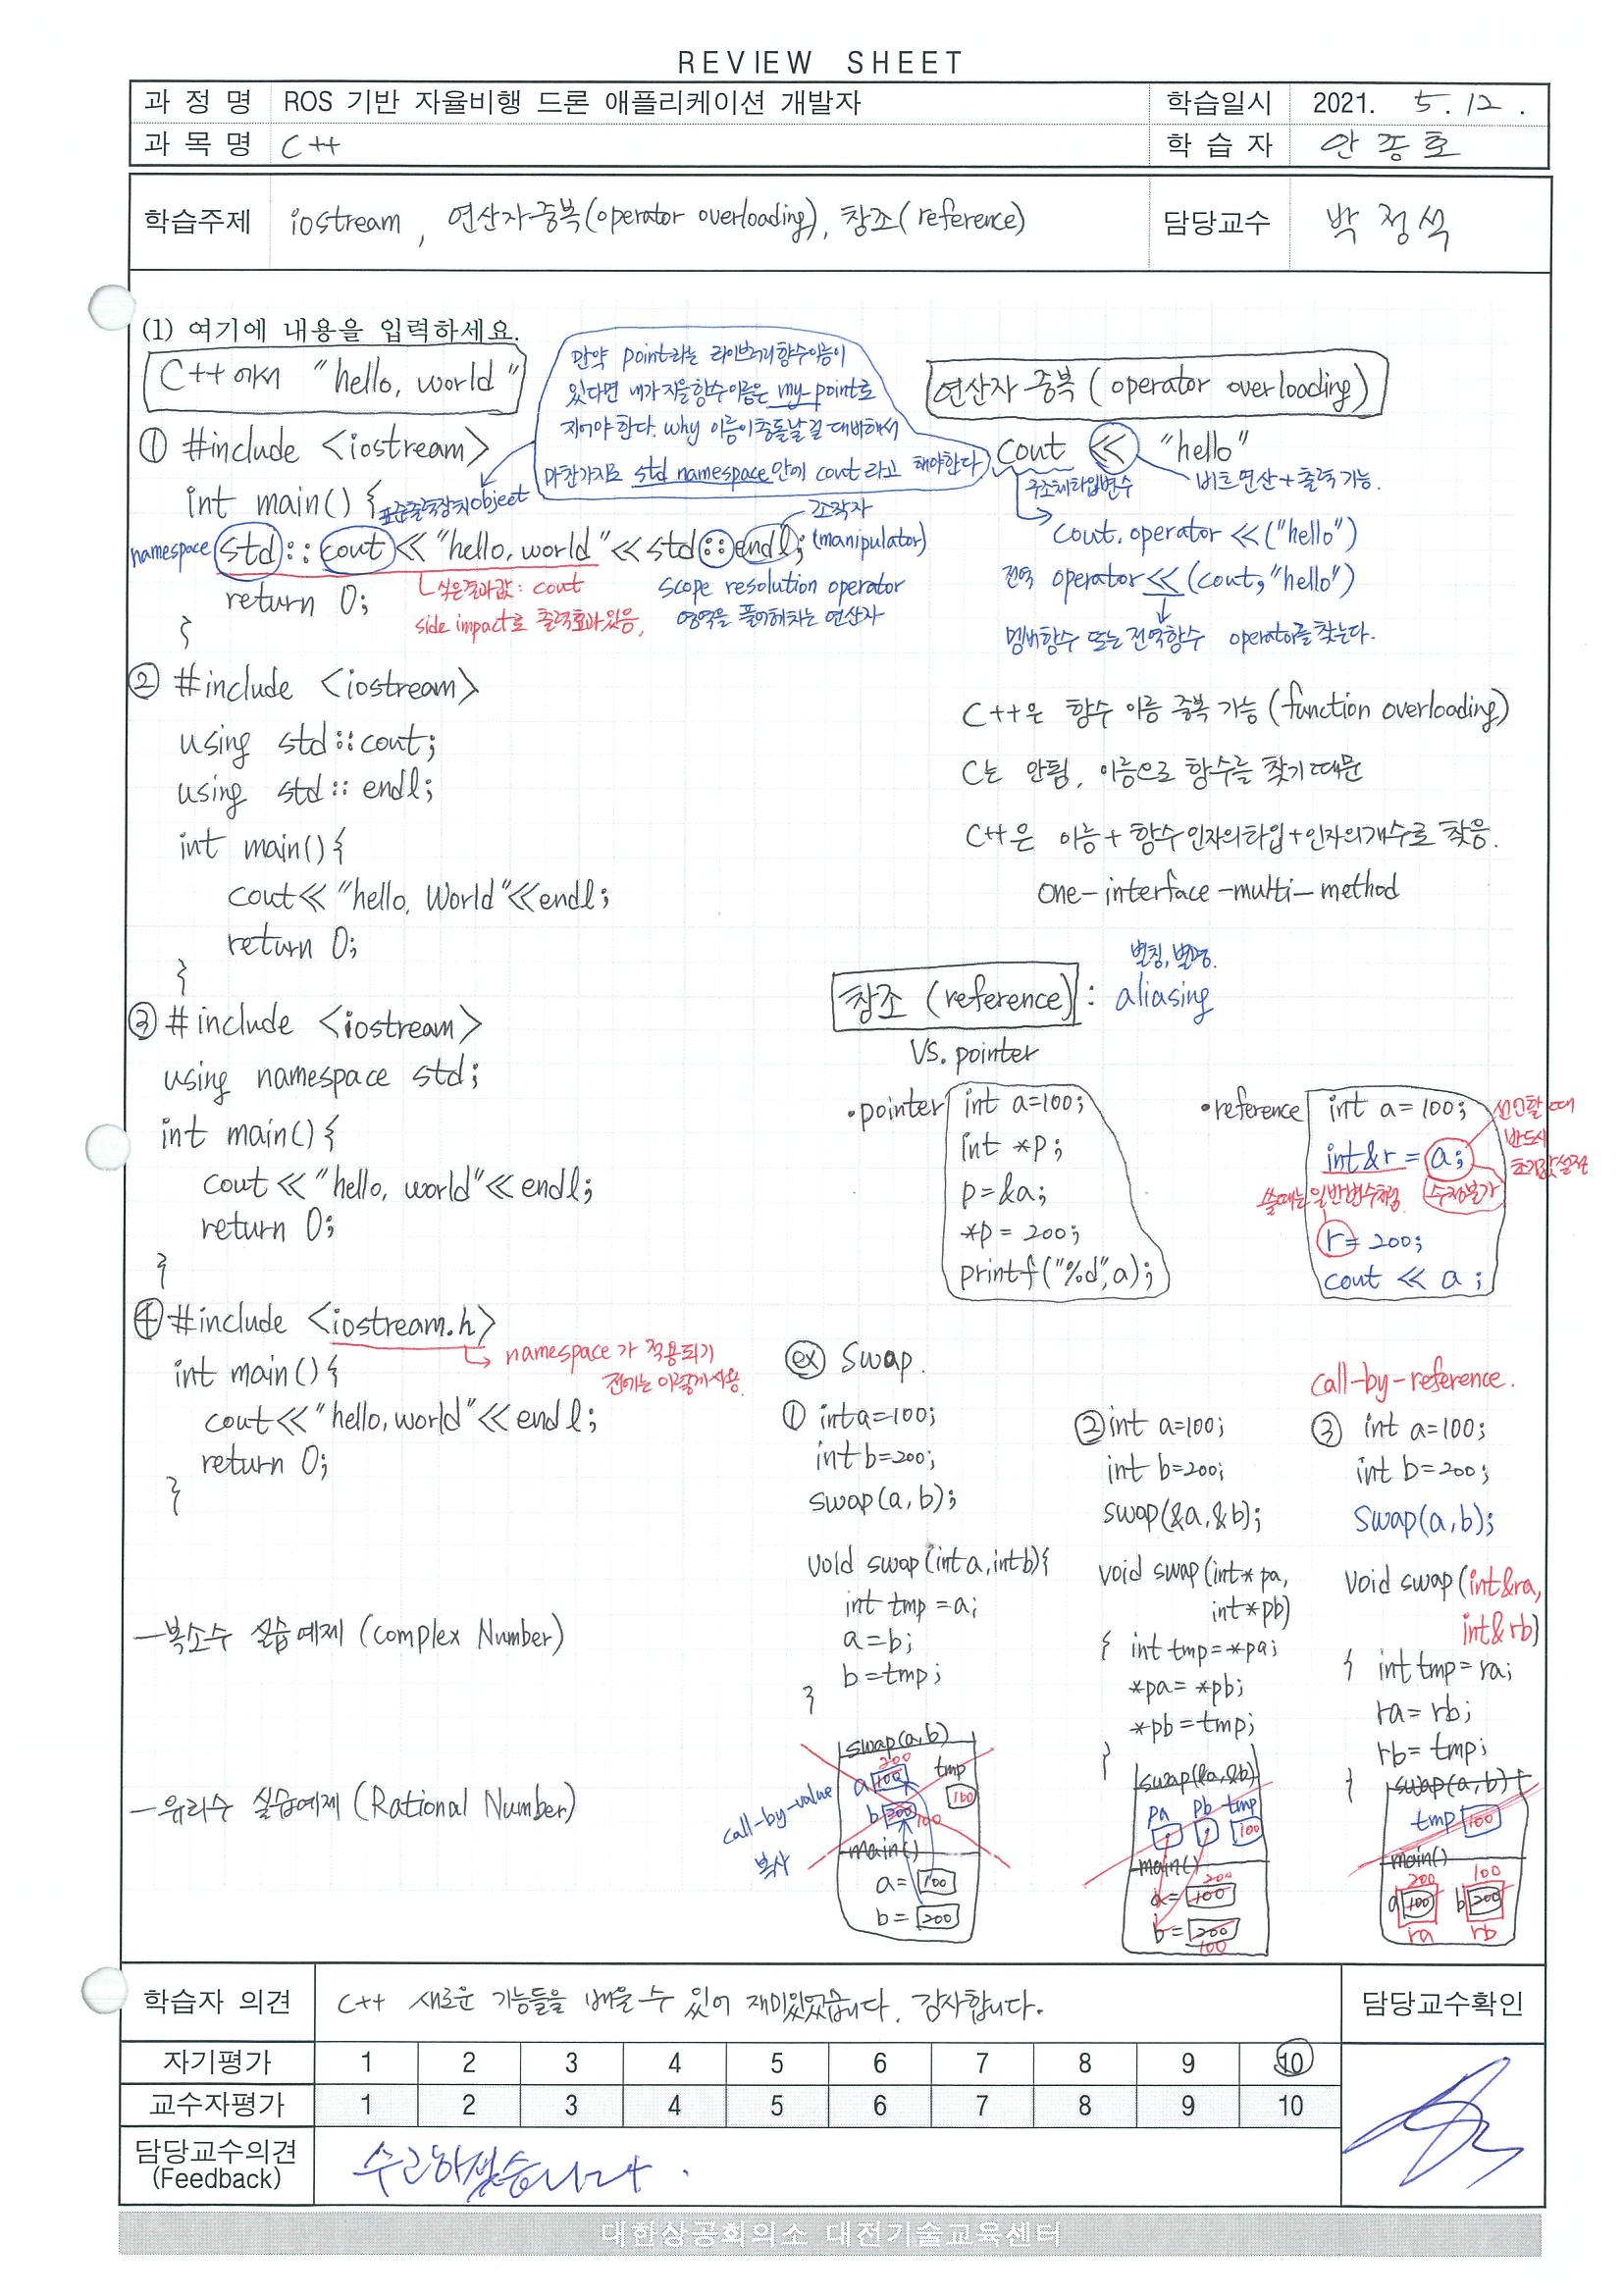 REVIEW SHEET
과 정 명 ROS 기반 자율비행 드론 애플리케이션 개발자 학습일시 2021. 5. 12 .
과 목 명 C++ 학 습 자 안 종 호
학습주제 iostream, 연산자중복(operator overloading), 참조(reference) 담당교수 박 정 석
(1) 여기에 내용을 입력하세요.
C++에서 "hello, world"
만약 point라는 라이브러리함수이름이
있다면 내가 지을함수이름은 my_point로
지어야 한다. why 이름이충돌날걸 대비해서
마찬가지로 std namespace안에 cout라고 해야한다
① #include <iostream>
int main() {
표준출력장치object
조작자
(manipulator)
namespace std::cout<<"hello, world"<<std::endl;
싶은결과값: cout
side impact로 출력효과있음,
scope resolution operator
영역을 풀어헤치는 연산자
return 0;
}
② #include <iostream>
using std::cout;
using std::endl;
int main(){
cout<<"hello, World"<<endl;
return 0;
}
③ #include <iostream>
using namespace std;
int main(){
cout<<"hello, world"<<endl;
return 0;
}
④ #include <iostream.h>
namespace가 적용되기
전에는 이렇게사용.
int main(){
cout<<"hello, world"<<endl;
return 0;
}
-복소수 실습예제 (Complex Number)
-유리수 실습예제 (Rational Number)
연산자 중복 (operator overloading)
cout << "hello"
구조체타입변수
비트연산+출력기능.
cout.operator <<("hello")
전역 operator<<(cout, "hello")
멤버함수 또는 전역함수 operator를 찾는다.
C++은 함수 이름 중복 가능 (function overloading)
C는 안됨, 이름으로 함수를 찾기때문
C++은 이름+함수인자의타입+인자의개수로 찾음.
one-interface-multi-method
별칭, 별명.
참조 (reference) : aliasing
VS. pointer
•pointer
int a=100;
int *p;
p=&a;
*p = 200;
printf("%d",a);
•reference
int a=100;
int&r = a;
선언할 때
반드시
초기값설정
쓸때는 일반변수처럼
수정불가
r= 200;
cout << a ;
ex swap.
① int a=100;
int b=200;
swap(a,b);
void swap(int a, int b){
int tmp =a;
a=b;
b=tmp;
}
swap(a,b)
200
a 100 tmp
100
b 200 100
call-by-value
복사
main()
a= 100
b= 200
② int a=100;
int b=200;
swap(&a,&b);
void swap(int* pa,
int*pb)
{ int tmp=*pa;
*pa= *pb;
*pb=tmp;
}
swap(&a,&b)
pa pb tmp
100
main()
200
a= 100
b= 200
100
call-by-reference.
③ int a=100;
int b=200;
swap(a,b);
void swap(int&ra,
int&rb)
{ int tmp= ra;
ra= rb;
rb= tmp;
}
swap(a,b)
tmp 100
main()
200 100
a 100 b 200
ra rb
학습자 의견 C++ 새로운 기능들을 배울 수 있어 재미있었습니다. 감사합니다. 담당교수확인
자기평가 1 2 3 4 5 6 7 8 9 10
교수자평가 1 2 3 4 5 6 7 8 9 10
담당교수의견
(Feedback)
수고하셨습니다.
대한상공회의소 대전기술교육센터